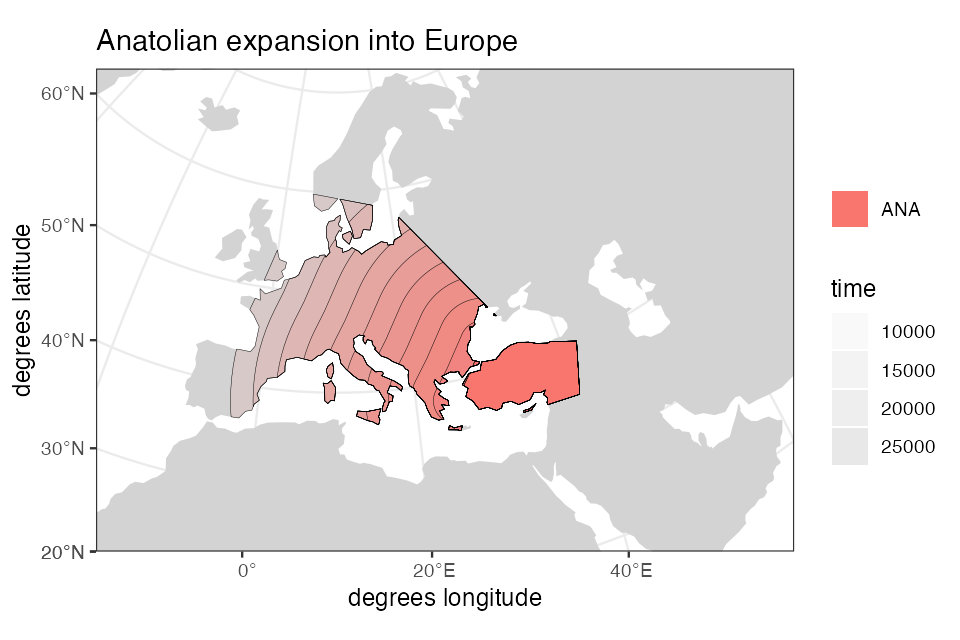 Anatolian expansion into Europe
60°N
50°N
40°N
30°N
20°N
degrees latitude
0°
20°E
40°E
degrees longitude
ANA
time
10000
15000
20000
25000